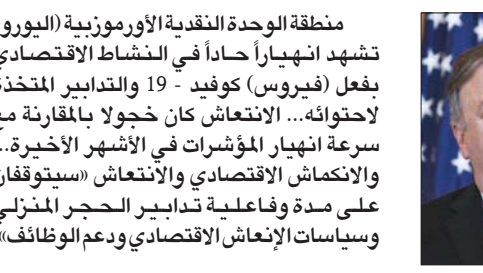 منطقة الوحدة النقدية الأورموزبية (اليورو
تشهد انهياراً حاداً في النشاط الاقتصادي
بفعل (فيروس) كوفيد - 19 والتدابير المتخذة
لاحتوائه... الانتعاش كان خجولا بالمقارنة مع
سرعة انهيار المؤشرات في الأشهر الأخيرة..
والانكماش الاقتصادي والانتعاش «سيتوقفان
على مدة وفاعلية تدابير الحجر المنزلي
وسياسات الإنعاش الاقتصادي ودعم الوظائف»